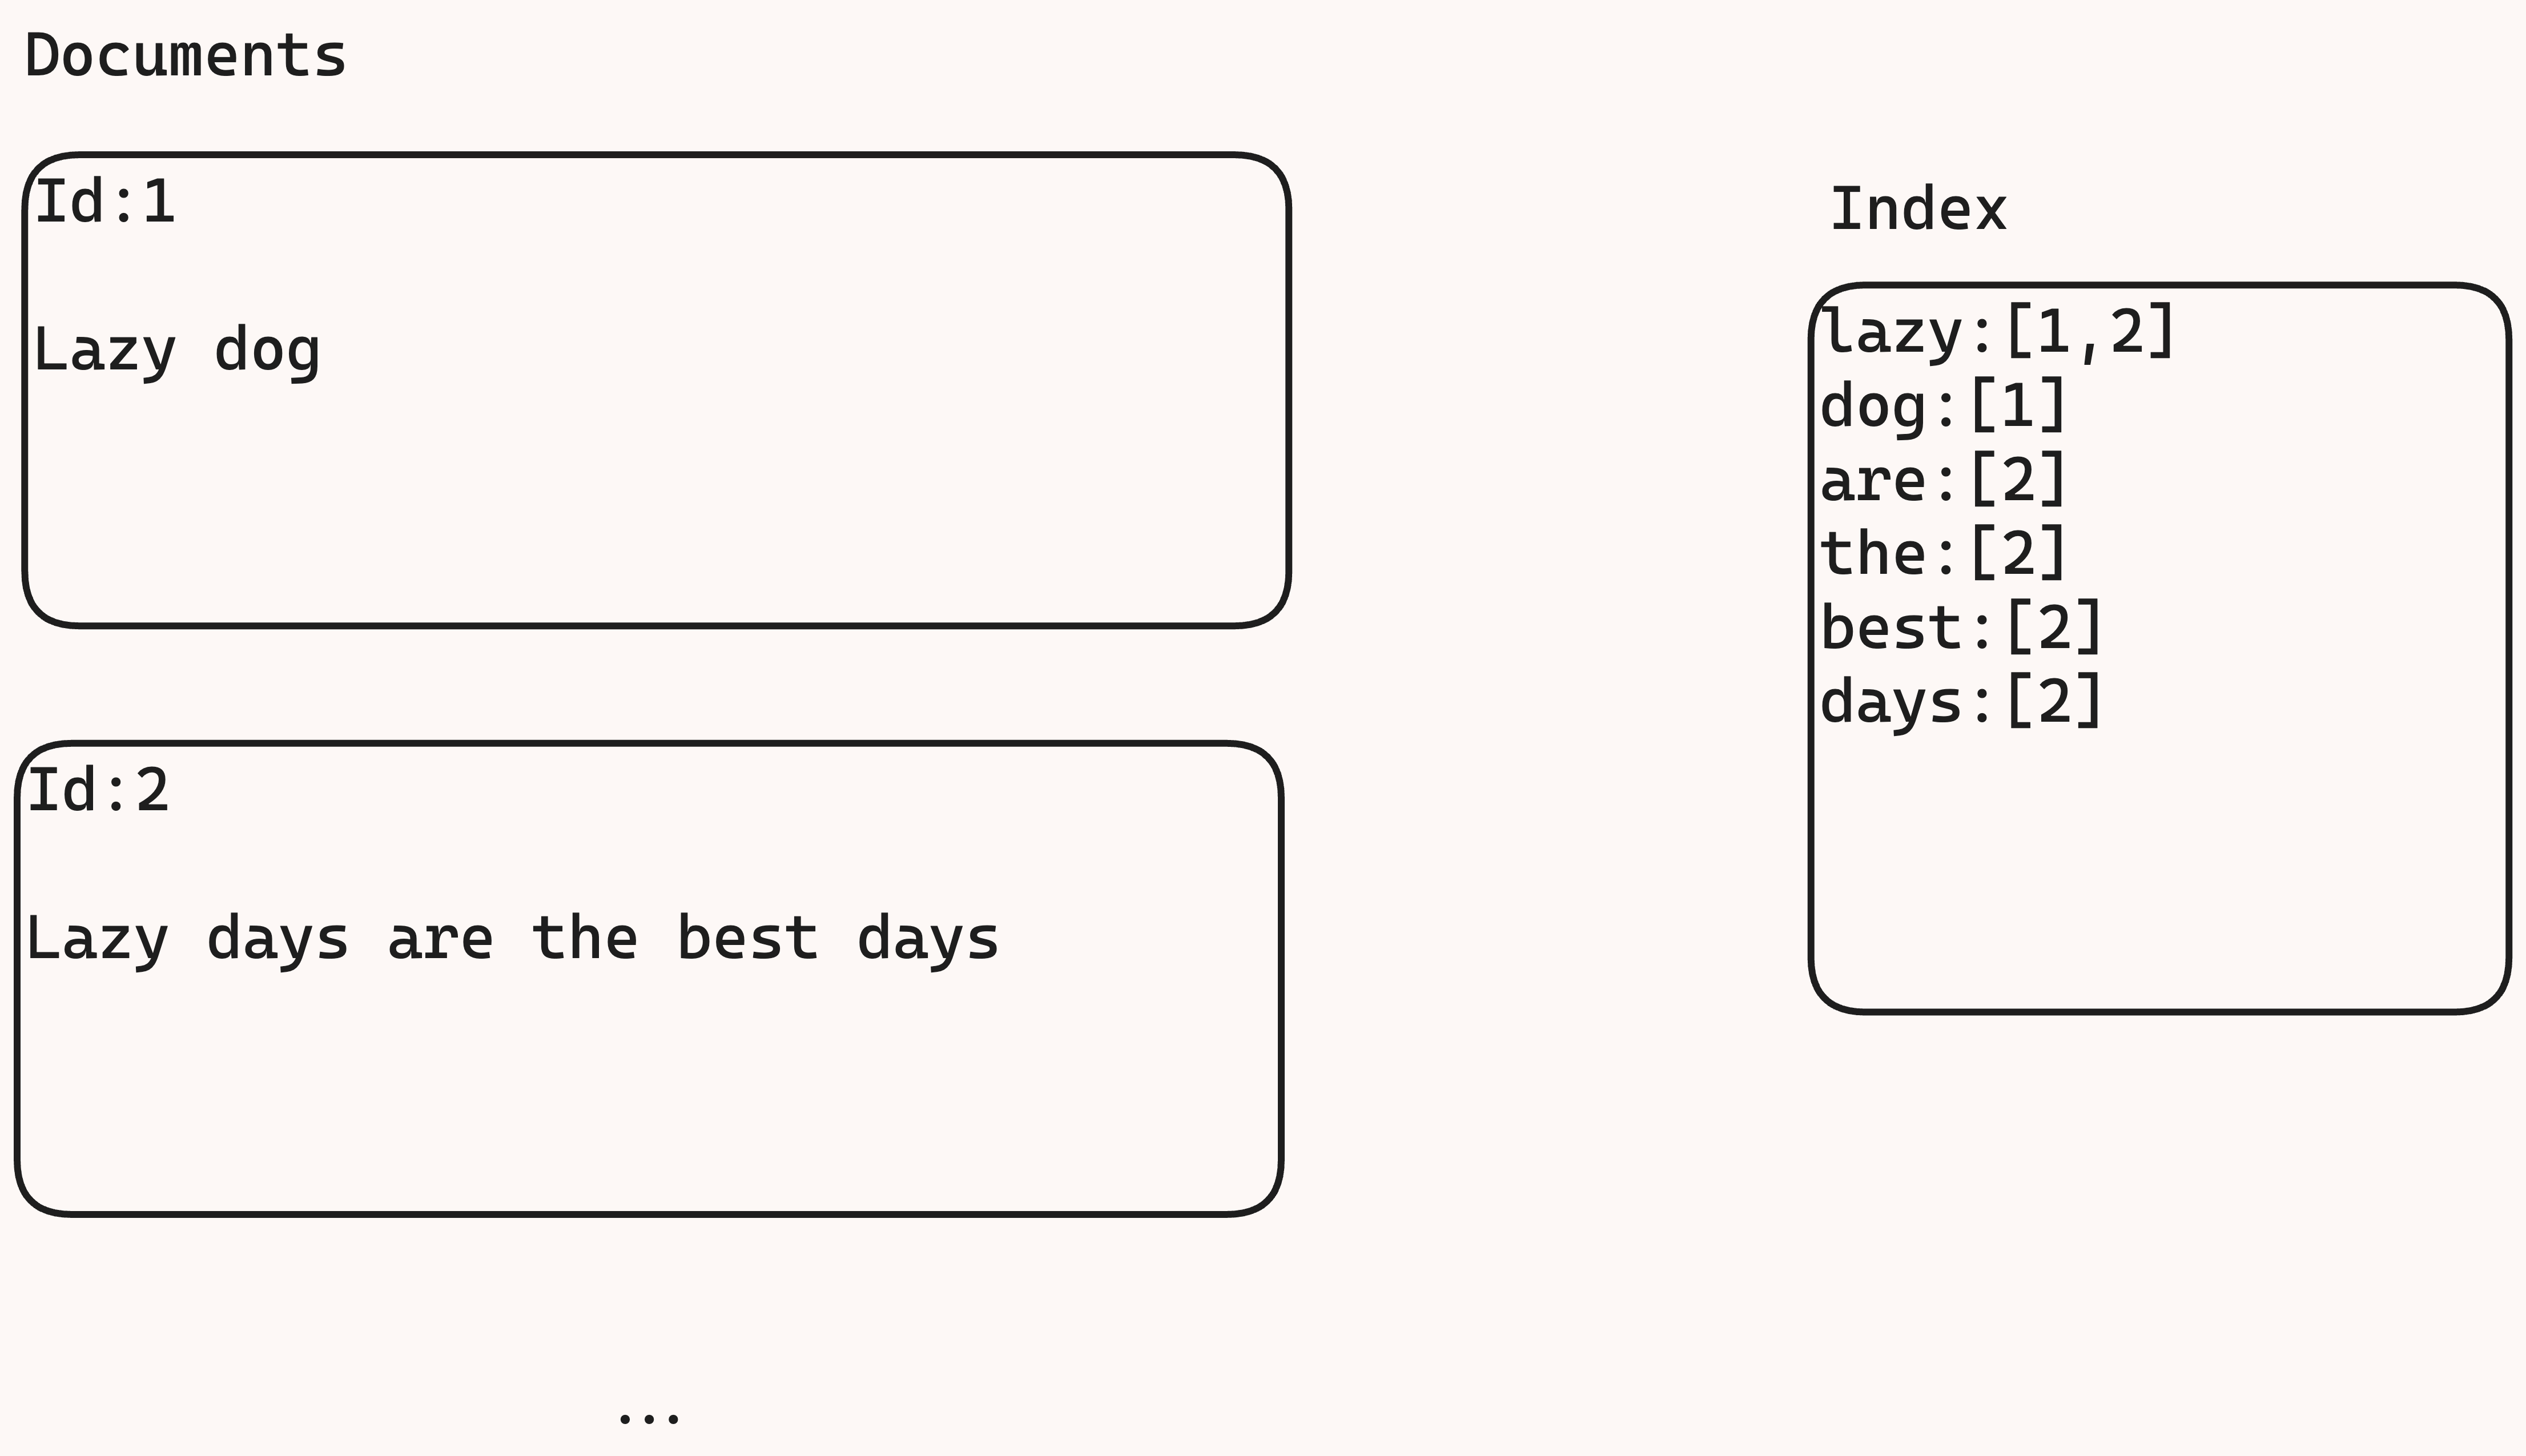 Documents
Id:1
Lazy dog
Id:2
Lazy days are the best days
...
Index
lazy:[1,2]
dog:[1]
are:[2]
the:[2]
best:[2]
days:[2]